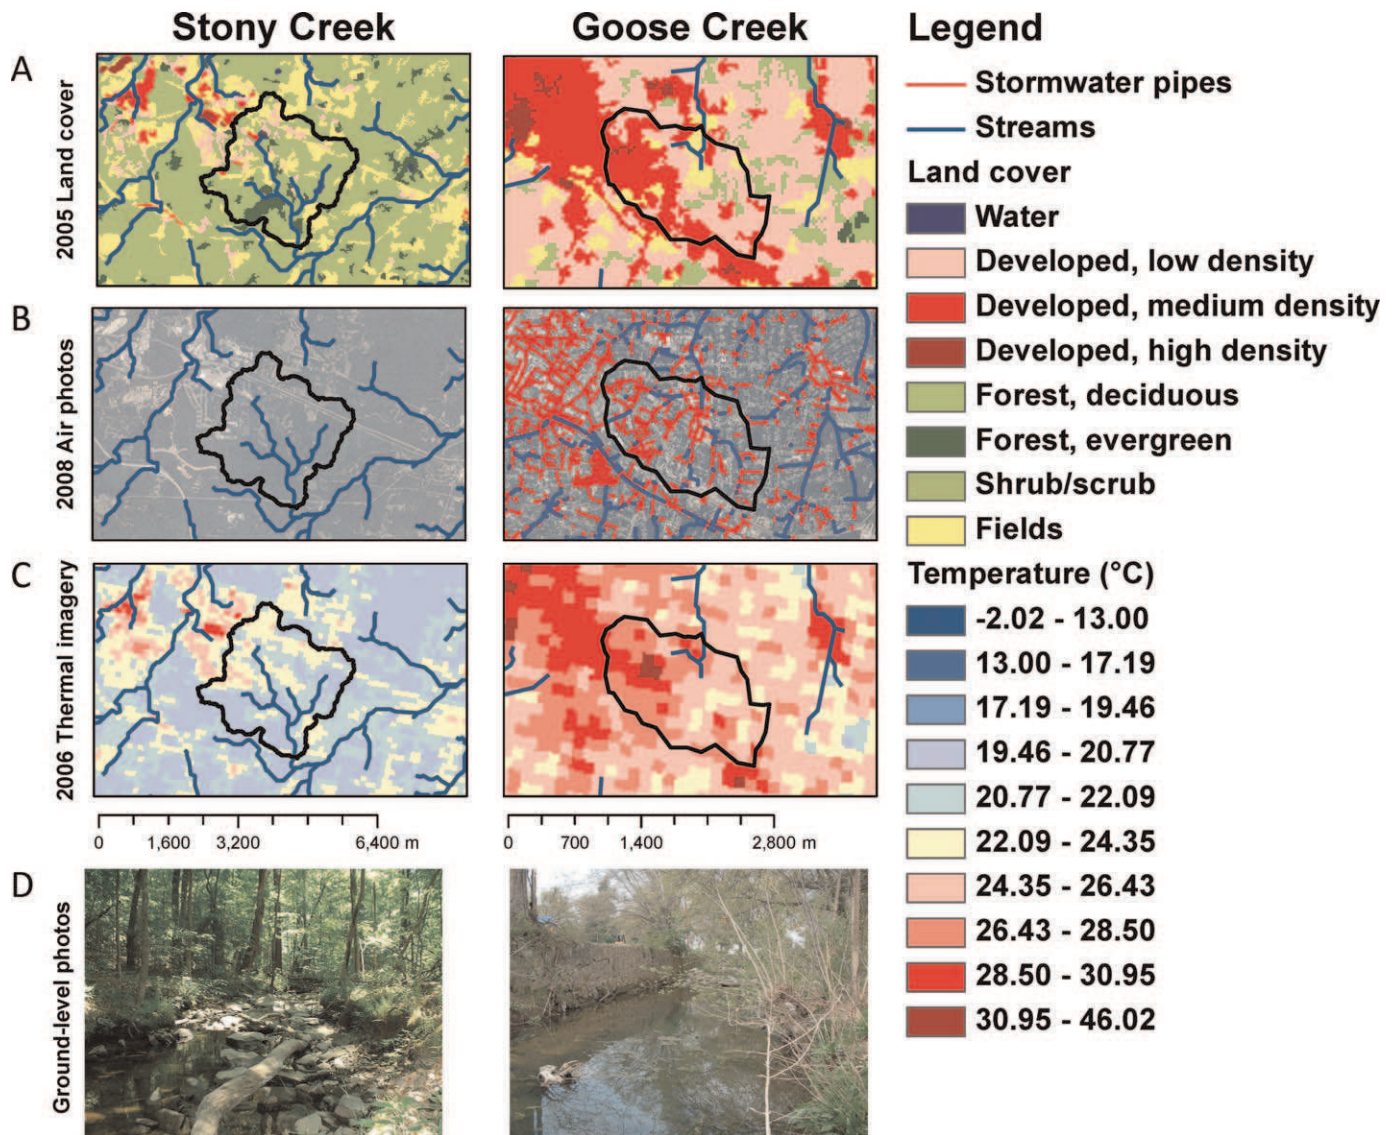 Stony Creek
Goose Creek
Legend
A
2005 Land cover
Stormwater pipes
Streams
Land cover
Water
Developed, low density
Developed, medium density
Developed, high density
Forest, deciduous
Forest, evergreen
Shrub/scrub
Fields
B
2008 Air photos
C
2006 Thermal imagery
Temperature (°C)
-2.02 - 13.00
13.00 - 17.19
17.19 - 19.46
19.46 - 20.77
20.77 - 22.09
22.09 - 24.35
24.35 - 26.43
26.43 - 28.50
28.50 - 30.95
30.95 - 46.02
0 1,600 3,200 6,400 m
0 700 1,400 2,800 m
D
Ground-level photos